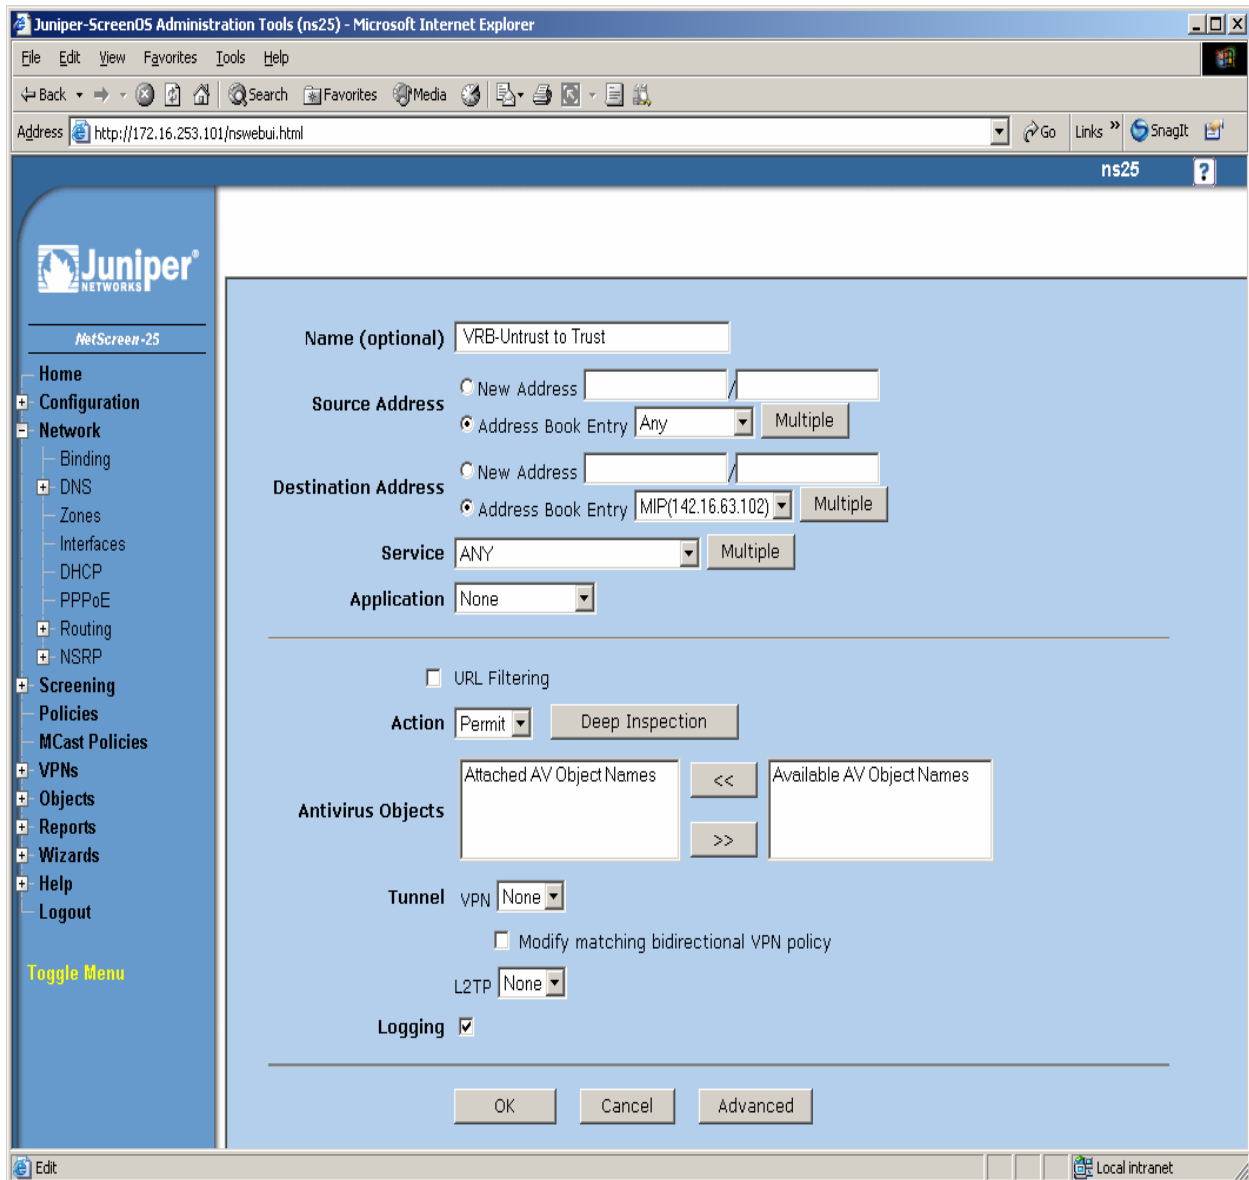 Juniper-ScreenOS Administration Tools (ns25) - Microsoft Internet Explorer
File Edit View Favorites Tools Help
Back Search Favorites Media
Address http://172.16.253.101/nswebui.html Go Links » SnagIt
ns25 ?
Juniper®
NETWORKS
NetScreen-25
Home
Configuration
Network
Binding
DNS
Zones
Interfaces
DHCP
PPPoE
Routing
NSRP
Screening
Policies
MCast Policies
VPNs
Objects
Reports
Wizards
Help
Logout
Toggle Menu
Name (optional) VRB-Untrust to Trust
Source Address
New Address /
Address Book Entry Any Multiple
Destination Address
New Address /
Address Book Entry MIP(142.16.63.102) Multiple
Service ANY Multiple
Application None
URL Filtering
Action Permit Deep Inspection
Antivirus Objects
Attached AV Object Names << Available AV Object Names
>>
Tunnel VPN None
Modify matching bidirectional VPN policy
L2TP None
Logging
OK Cancel Advanced
Edit Local intranet